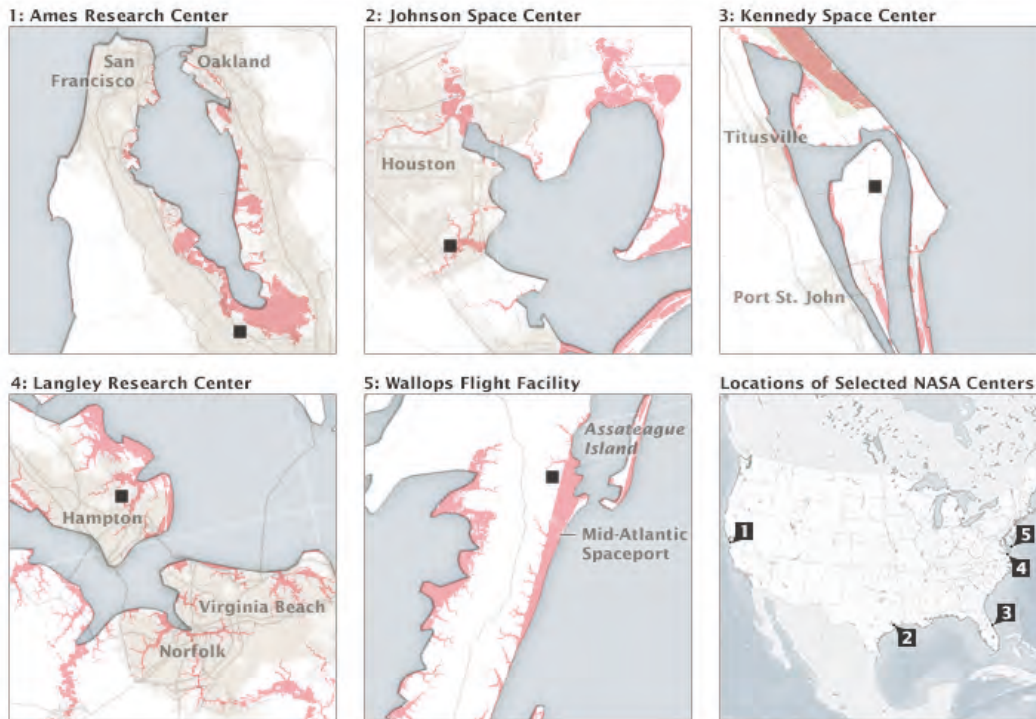 1: Ames Research Center
San
Francisco
Oakland
2: Johnson Space Center
Houston
3: Kennedy Space Center
Titusville
Port St. John
4: Langley Research Center
Hampton
Virginia Beach
Norfolk
5: Wallops Flight Facility
Assateague
Island
Mid-Atlantic
Spaceport
Locations of Selected NASA Centers
1
5
4
3
2